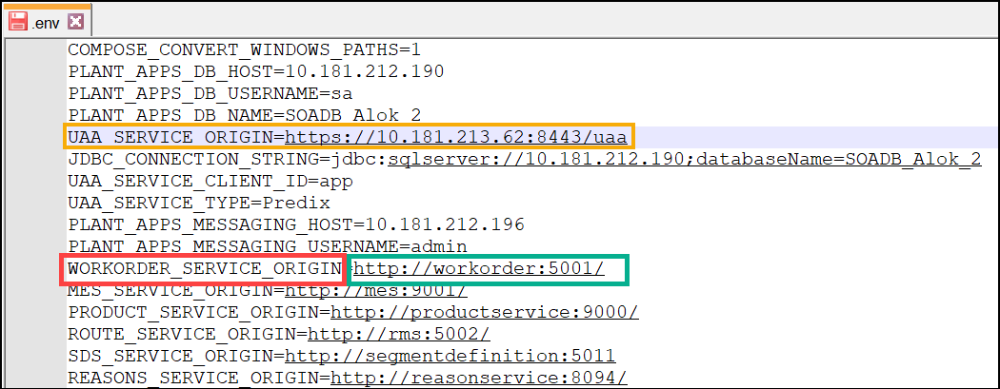 .env
COMPOSE_CONVERT_WINDOWS_PATHS=1
PLANT_APPS_DB_HOST=10.181.212.190
PLANT_APPS_DB_USERNAME=sa
PLANT_APPS_DB_NAME=SOADB_Alok_2
UAA_SERVICE_ORIGIN=https://10.181.213.62:8443/uaa
JDBC_CONNECTION_STRING=jdbc:sqlserver://10.181.212.190;databaseName=SOADB_Alok_2
UAA_SERVICE_CLIENT_ID=app
UAA_SERVICE_TYPE=Predix
PLANT_APPS_MESSAGING_HOST=10.181.212.196
PLANT_APPS_MESSAGING_USERNAME=admin
WORKORDER_SERVICE_ORIGIN=http://workorder:5001/
MES_SERVICE_ORIGIN=http://mes:9001/
PRODUCT_SERVICE_ORIGIN=http://productservice:9000/
ROUTE_SERVICE_ORIGIN=http://rms:5002/
SDS_SERVICE_ORIGIN=http://segmentdefinition:5011
REASONS_SERVICE_ORIGIN=http://reasonservice:8094/